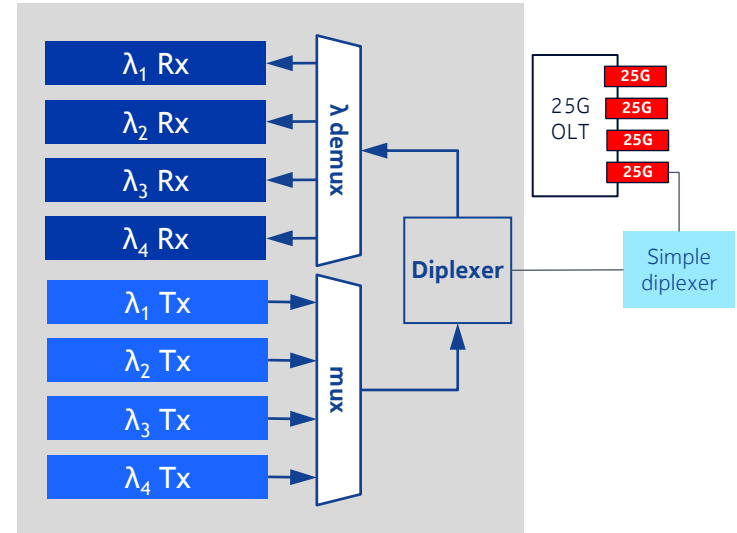 λ₁ Rx
λ₂ Rx
λ₃ Rx
λ₄ Rx
λ demux
λ₁ Tx
λ₂ Tx
λ₃ Tx
λ₄ Tx
mux
Diplexer
25G
OLT
25G
25G
25G
25G
Simple
diplexer